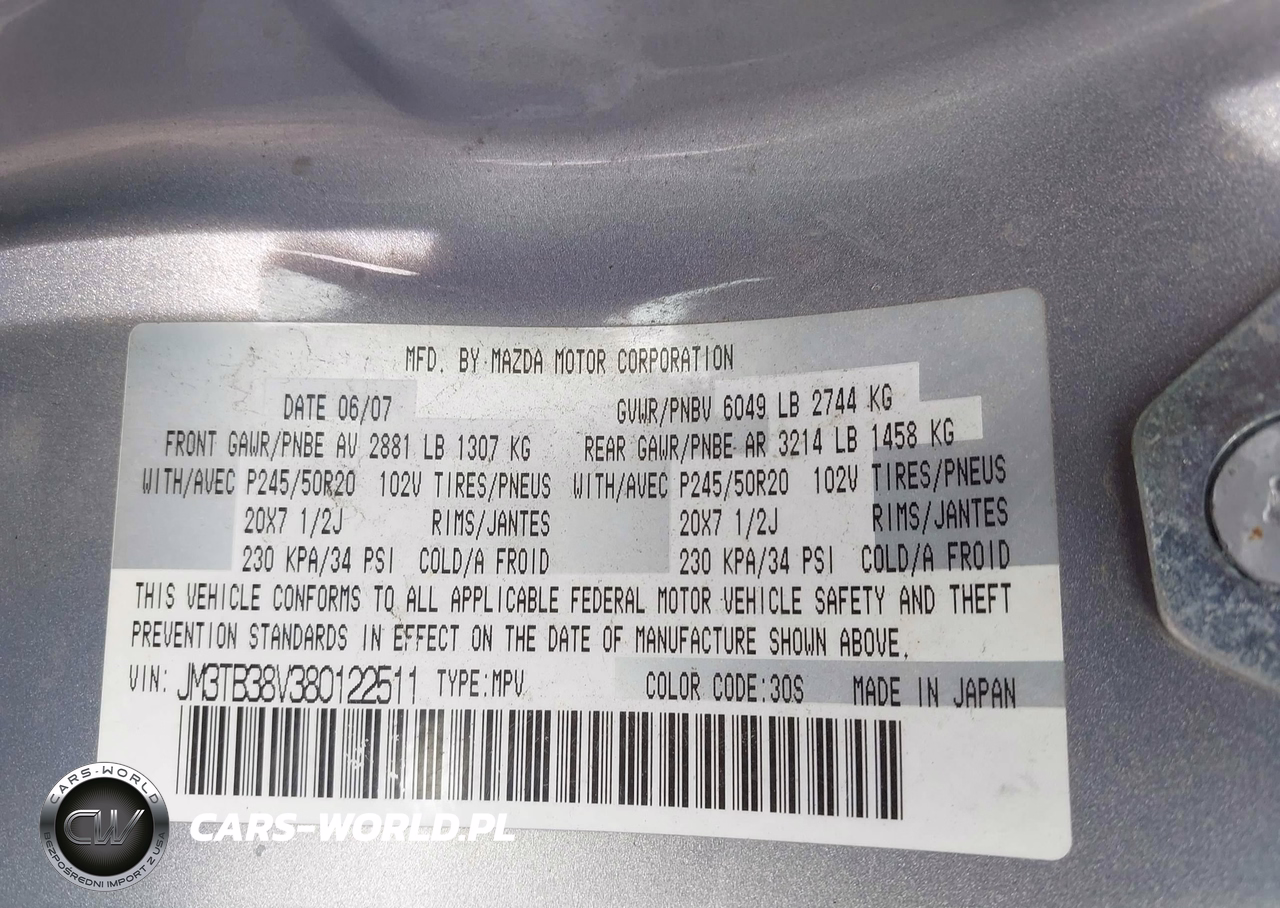 MFD. BY MAZDA MOTOR CORPORATION
DATE 06/07 GVWR/PNBV 6049 LB 2744 KG
FRONT GAWR/PNBE AV 2881 LB 1307 KG REAR GAWR/PNBE AR 3214 LB 1458 KG
WITH/AVEC P245/50R20 102V TIRES/PNEUS WITH/AVEC P245/50R20 102V TIRES/PNEUS
20X7 1/2J RIMS/JANTES 20X7 1/2J RIMS/JANTES
230 KPA/34 PSI COLD/A FROID 230 KPA/34 PSI COLD/A FROID
THIS VEHICLE CONFORMS TO ALL APPLICABLE FEDERAL MOTOR VEHICLE SAFETY AND THEFT
PREVENTION STANDARDS IN EFFECT ON THE DATE OF MANUFACTURE SHOWN ABOVE.
VIN: JM3TB38V380122511 TYPE:MPV COLOR CODE:30S MADE IN JAPAN
CARS-WORLD
CW
BEZPOŚREDNI IMPORT Z USA
CARS-WORLD.PL